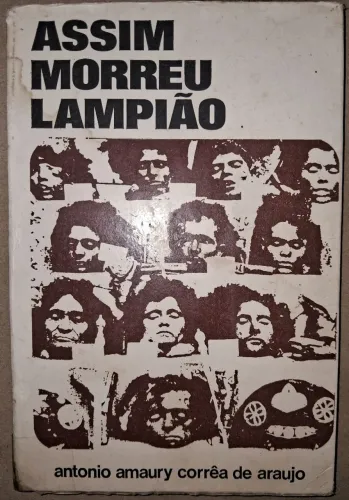 ASSIM
MORREU
LAMPIÃO
antonio amaury corrêa de araujo